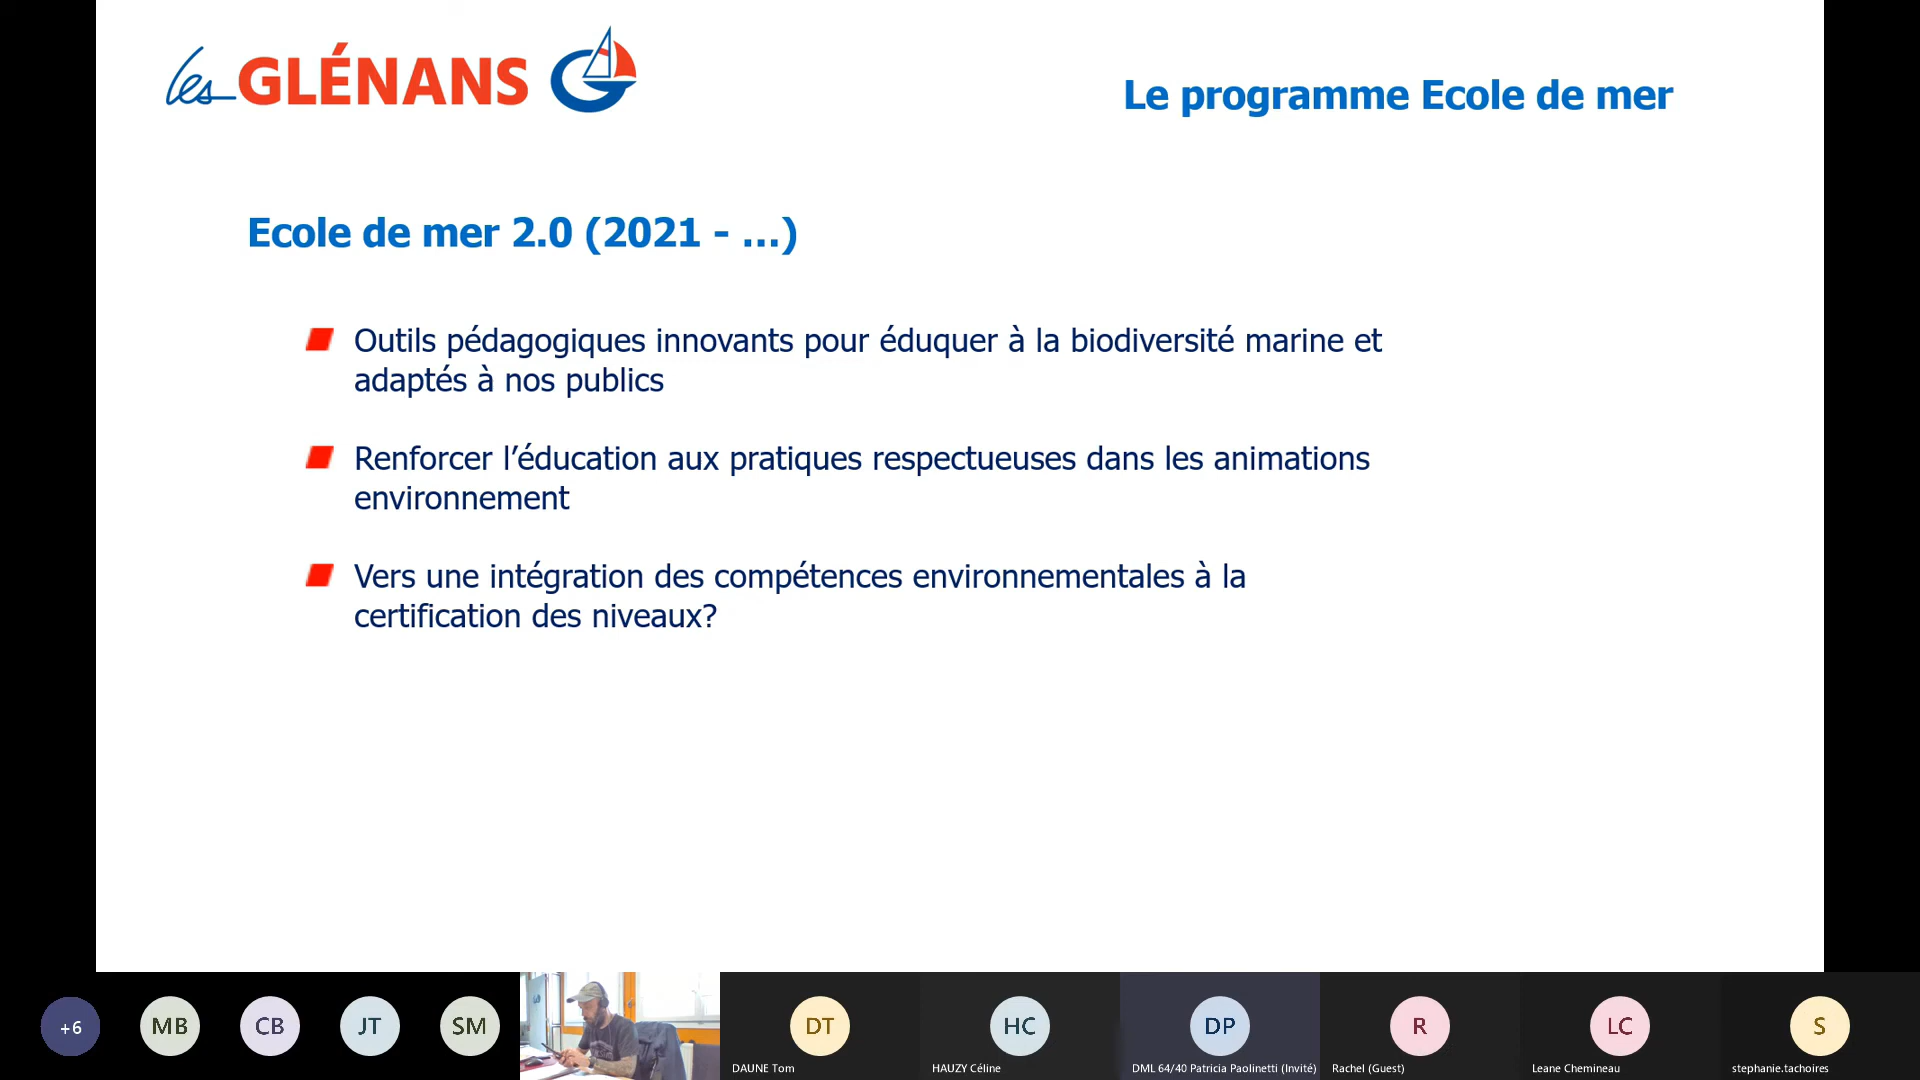 les GLÉNANS
Le programme Ecole de mer
Ecole de mer 2.0 (2021 - ...)
Outils pédagogiques innovants pour éduquer à la biodiversité marine et
adaptés à nos publics
Renforcer l’éducation aux pratiques respectueuses dans les animations
environnement
Vers une intégration des compétences environnementales à la
certification des niveaux?
+6
MB
CB
JT
SM
DT
HC
DP
R
LC
S
DAUNE Tom
HAUZY Céline
DML 64/40 Patricia Paolinetti (Invité)
Rachel (Guest)
Leane Chemineau
stephanie.tachoires